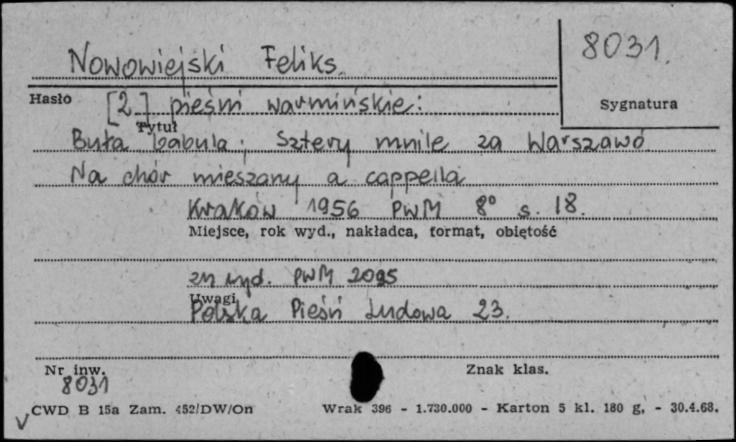 Nowowiejski Feliks.
8031.
Hasło
[2] pieśni warmińskie:
Sygnatura
Tytuł
Buła babula; Sztery mnile za Warszawó
Na chór mieszany a cappella
Kraków 1956 PWM 8° s. 18.
Miejsce, rok wyd., nakładca, format, objętość
zn. wyd. PWM 2095
Uwagi
Polska Pieśń Ludowa 23.
Nr inw.
8031
Znak klas.
√ CWD B 15a Zam. 452/DW/On
Wrak 396 - 1.730.000 - Karton 5 kl. 180 g, - 30.4.68.